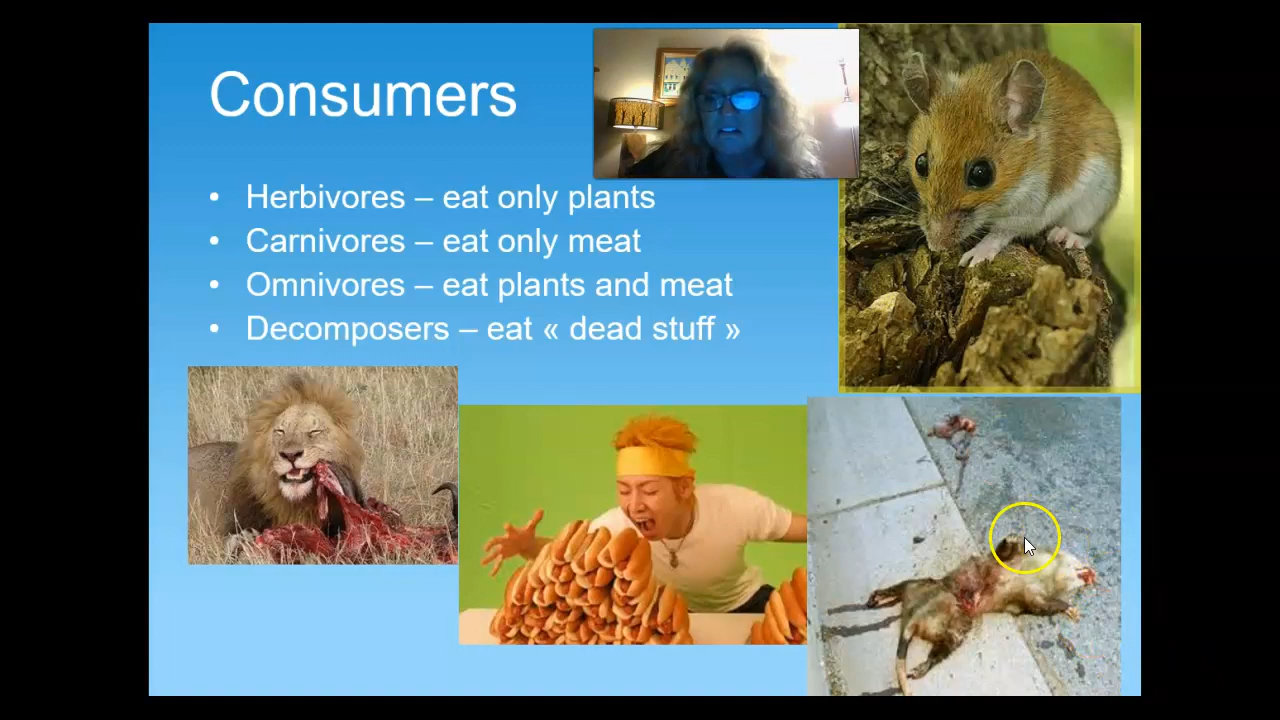 Consumers
• Herbivores – eat only plants
• Carnivores – eat only meat
• Omnivores – eat plants and meat
• Decomposers – eat « dead stuff »